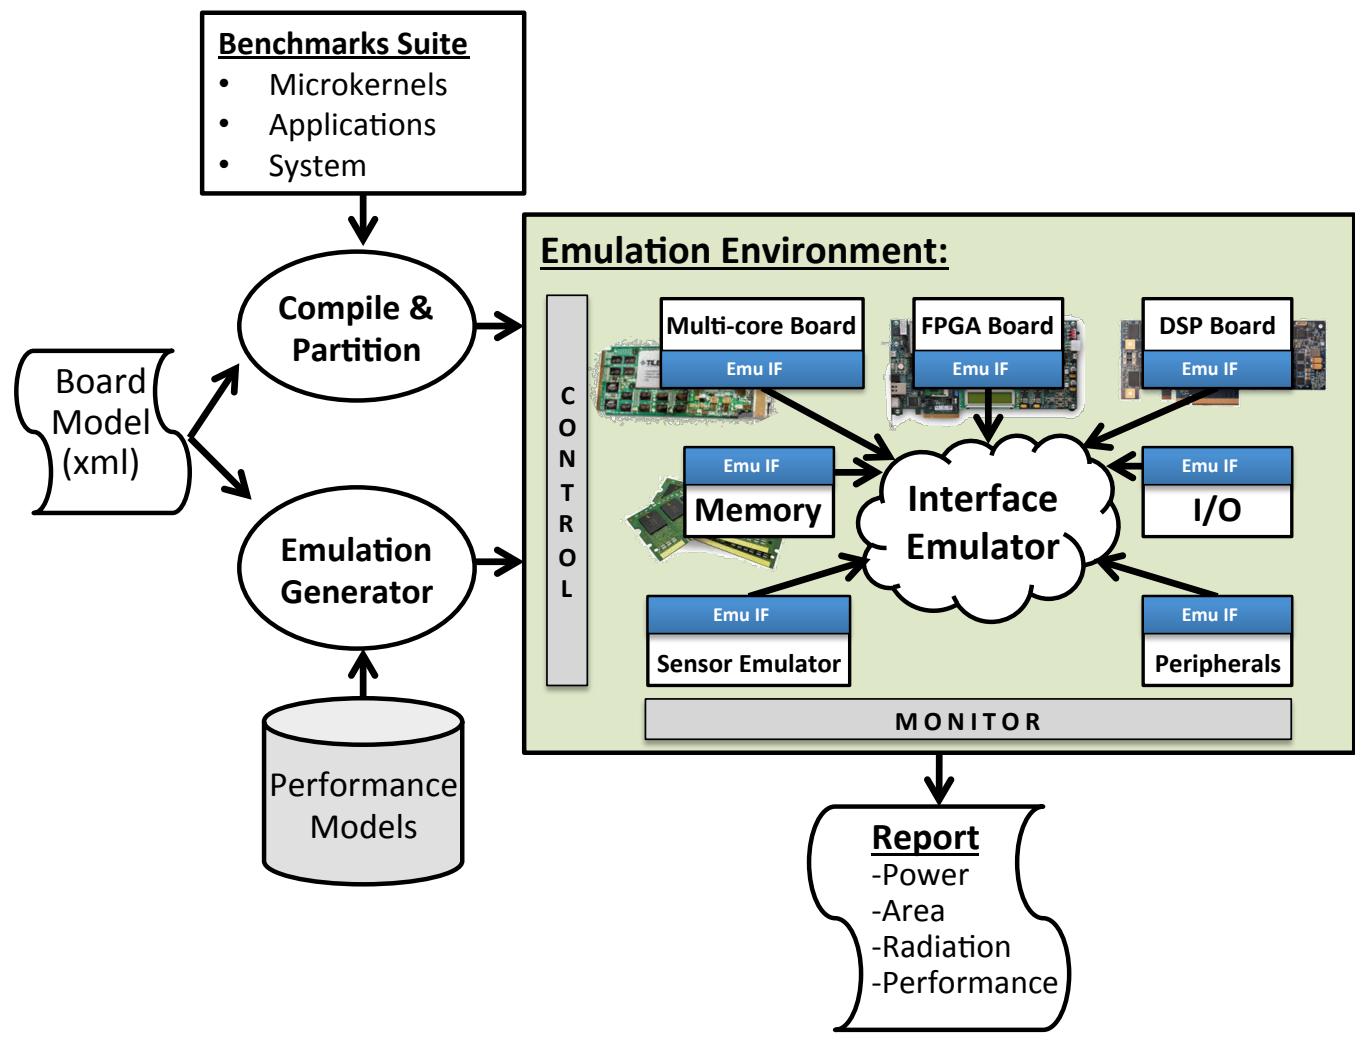 Benchmarks Suite
• Microkernels
• Applications
• System
Compile &
Partition
Board
Model
(xml)
Emulation
Generator
Performance
Models
Emulation Environment:
CONTROL
Multi-core Board
Emu IF
FPGA Board
Emu IF
DSP Board
Emu IF
Emu IF
Memory
Interface
Emulator
Emu IF
I/O
Emu IF
Sensor Emulator
Emu IF
Peripherals
MONITOR
Report
-Power
-Area
-Radiation
-Performance